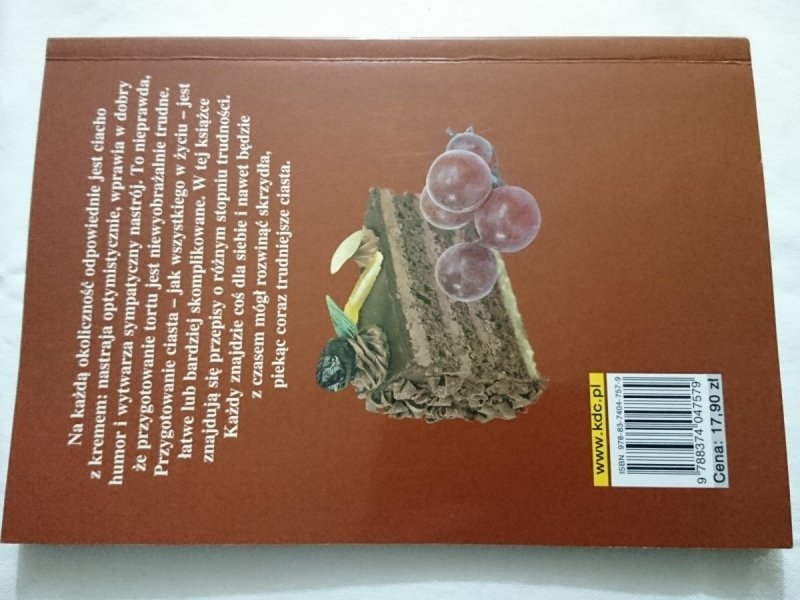 Na każdą okoliczność odpowiednie jest ciacho
z kremem: nastraja optymistycznie, wprawia w dobry
humor i wytwarza sympatyczny nastrój. To nieprawda,
że przygotowanie tortu jest niewyobrażalnie trudne.
Przygotowanie ciasta – jak wszystkiego w życiu – jest
łatwe lub bardziej skomplikowane. W tej książce
znajdują się przepisy o różnym stopniu trudności.
Każdy znajdzie coś dla siebie i nawet będzie
z czasem mógł rozwinąć skrzydła,
piekąc coraz trudniejsze ciasta.
www.kdc.pl
ISBN 978-83-7404-757-9
9 788374 047579
Cena: 17,90 zł